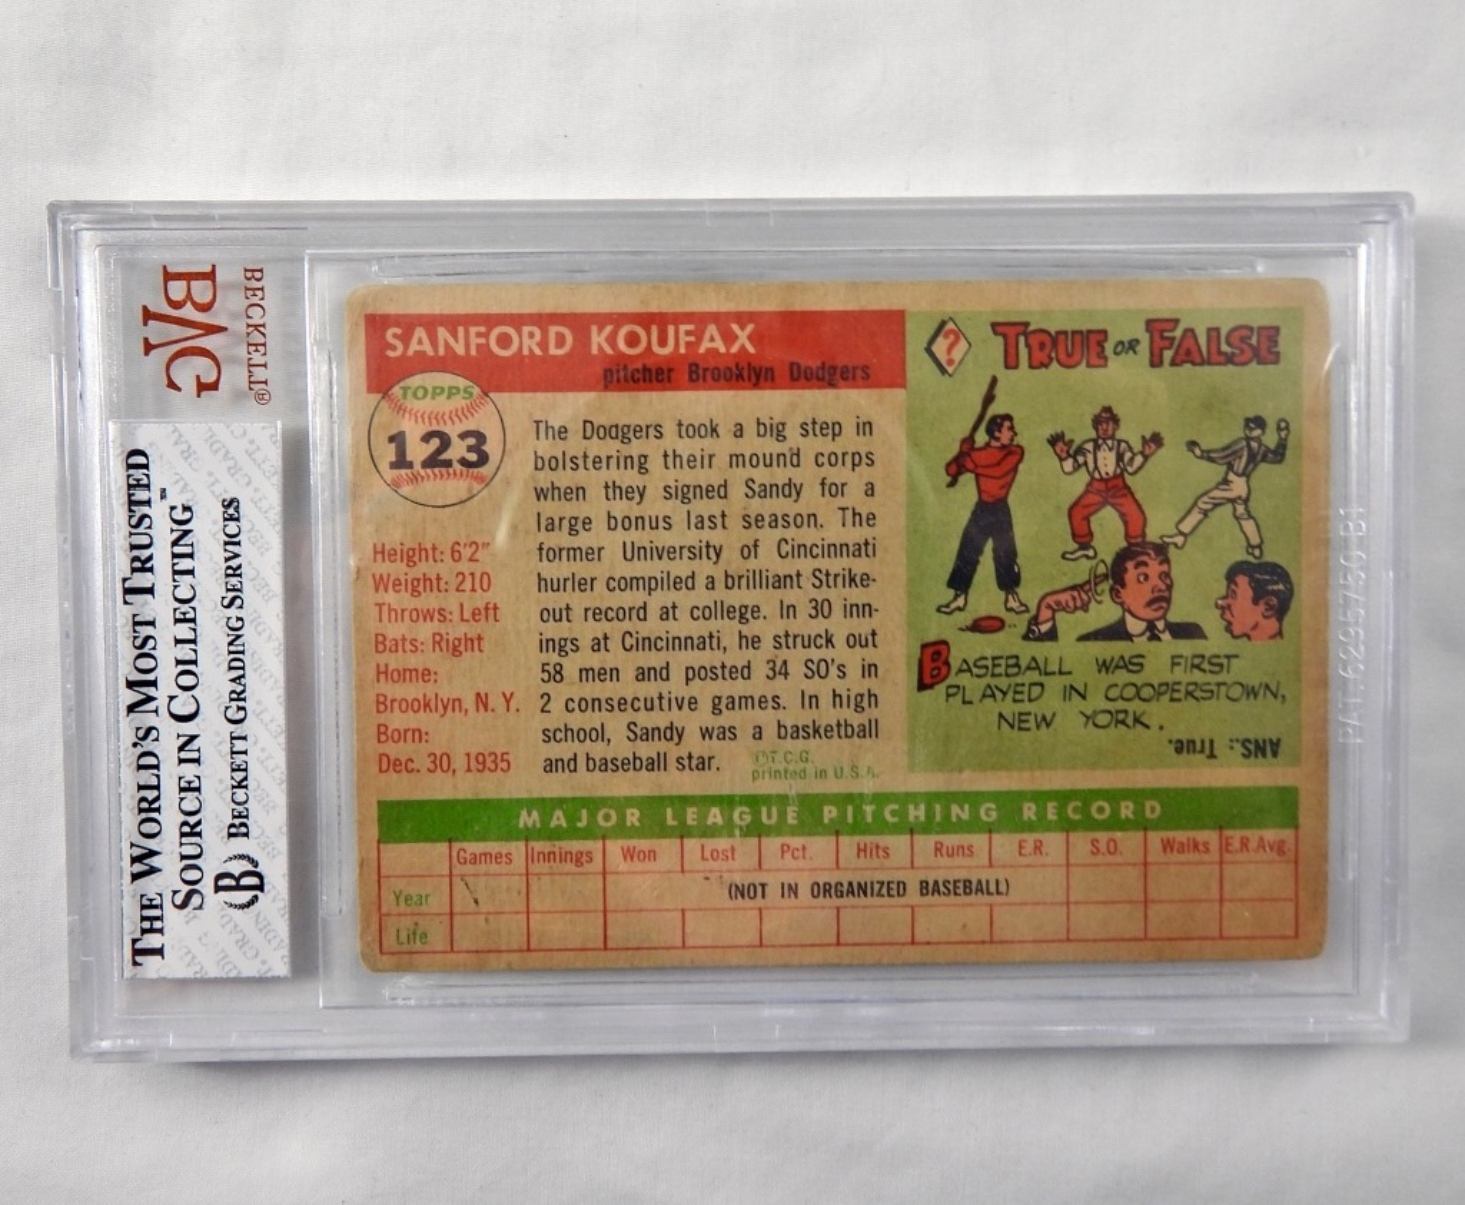 BVG
BECKETT®
THE WORLD'S MOST TRUSTED
SOURCE IN COLLECTING™
(B) BECKETT GRADING SERVICES
SANFORD KOUFAX
pitcher Brooklyn Dodgers
TOPPS
123
Height: 6'2"
Weight: 210
Throws: Left
Bats: Right
Home:
Brooklyn, N. Y.
Born:
Dec. 30, 1935
The Dodgers took a big step in
bolstering their mound corps
when they signed Sandy for a
large bonus last season. The
former University of Cincinnati
hurler compiled a brilliant Strike-
out record at college. In 30 inn-
ings at Cincinnati, he struck out
58 men and posted 34 SO's in
2 consecutive games. In high
school, Sandy was a basketball
and baseball star.
©T.C.G.
printed in U.S.A.
? TRUE OR FALSE
BASEBALL WAS FIRST
PLAYED IN COOPERSTOWN,
NEW YORK.
ANS.: True.
MAJOR LEAGUE PITCHING RECORD
Games Innings Won Lost Pct. Hits Runs E.R. S.O. Walks E.R.Avg.
Year (NOT IN ORGANIZED BASEBALL)
Life
PAT. 6295750 B1